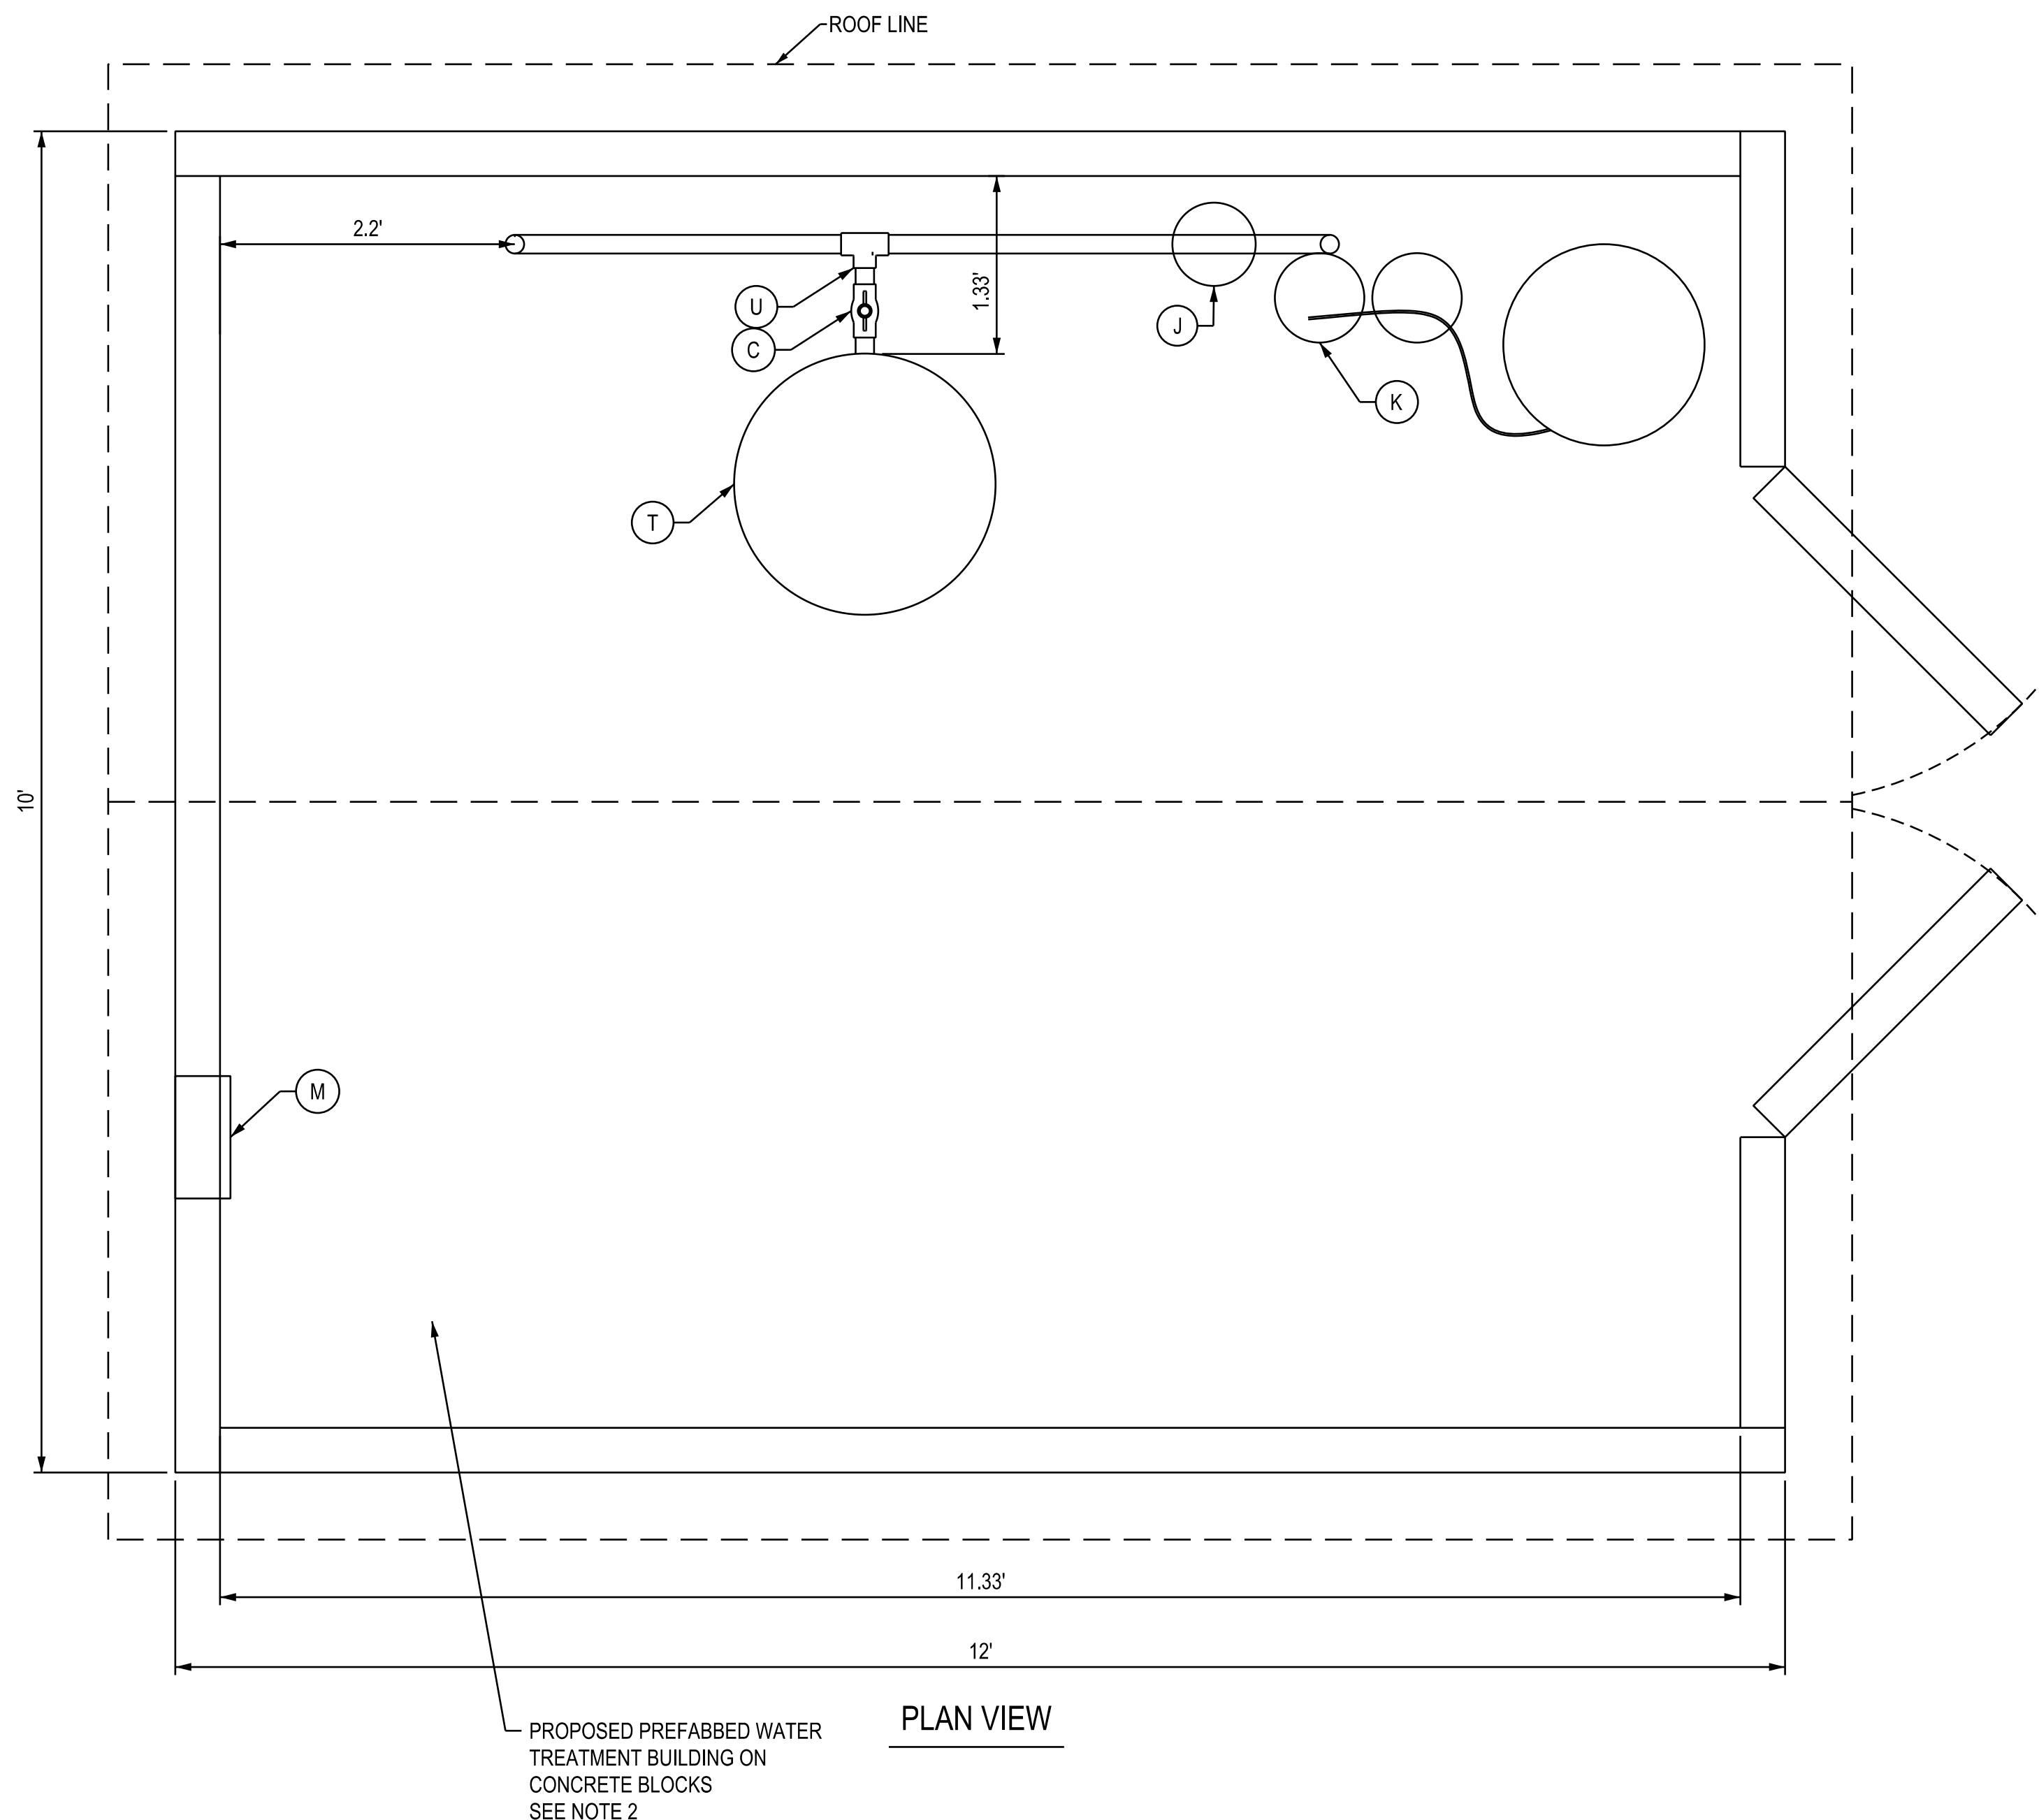 ROOF LINE
2.2'
1.33'
U
C
J
K
T
10'
M
11.33'
12'
PLAN VIEW
PROPOSED PREFABBED WATER
TREATMENT BUILDING ON
CONCRETE BLOCKS
SEE NOTE 2